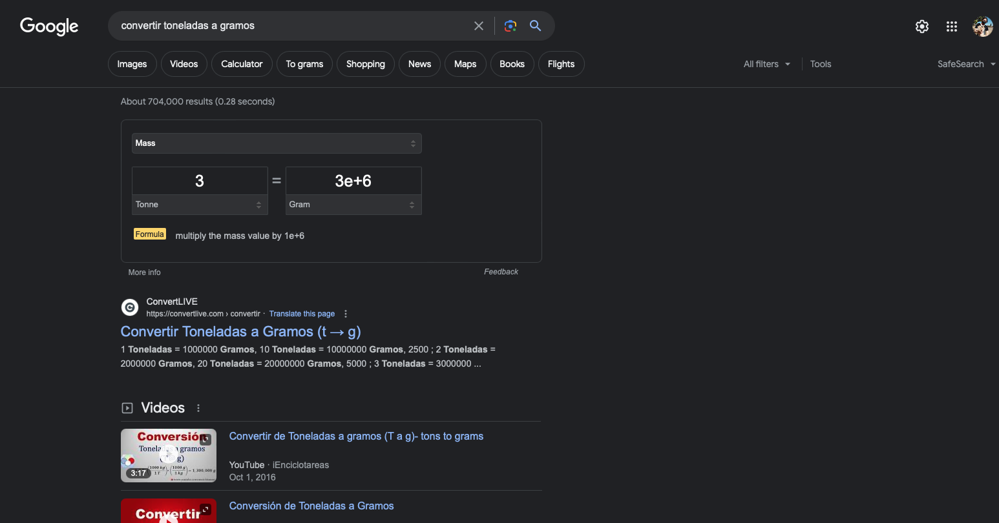 Google
convertir toneladas a gramos
Images
Videos
Calculator
To grams
Shopping
News
Maps
Books
Flights
All filters
Tools
SafeSearch
About 704,000 results (0.28 seconds)
Mass
3
=
3e+6
Tonne
Gram
Formula
multiply the mass value by 1e+6
More info
Feedback
ConvertLIVE
https://convertlive.com › convertir · Translate this page
Convertir Toneladas a Gramos (t → g)
1 Toneladas = 1000000 Gramos, 10 Toneladas = 10000000 Gramos, 2500 ; 2 Toneladas =
2000000 Gramos, 20 Toneladas = 20000000 Gramos, 5000 ; 3 Toneladas = 3000000 ...
Videos
Conversión
gramos
3:17
Convertir de Toneladas a gramos (T a g)- tons to grams
YouTube · iEnciclotareas
Oct 1, 2016
Convertir
Conversión de Toneladas a Gramos